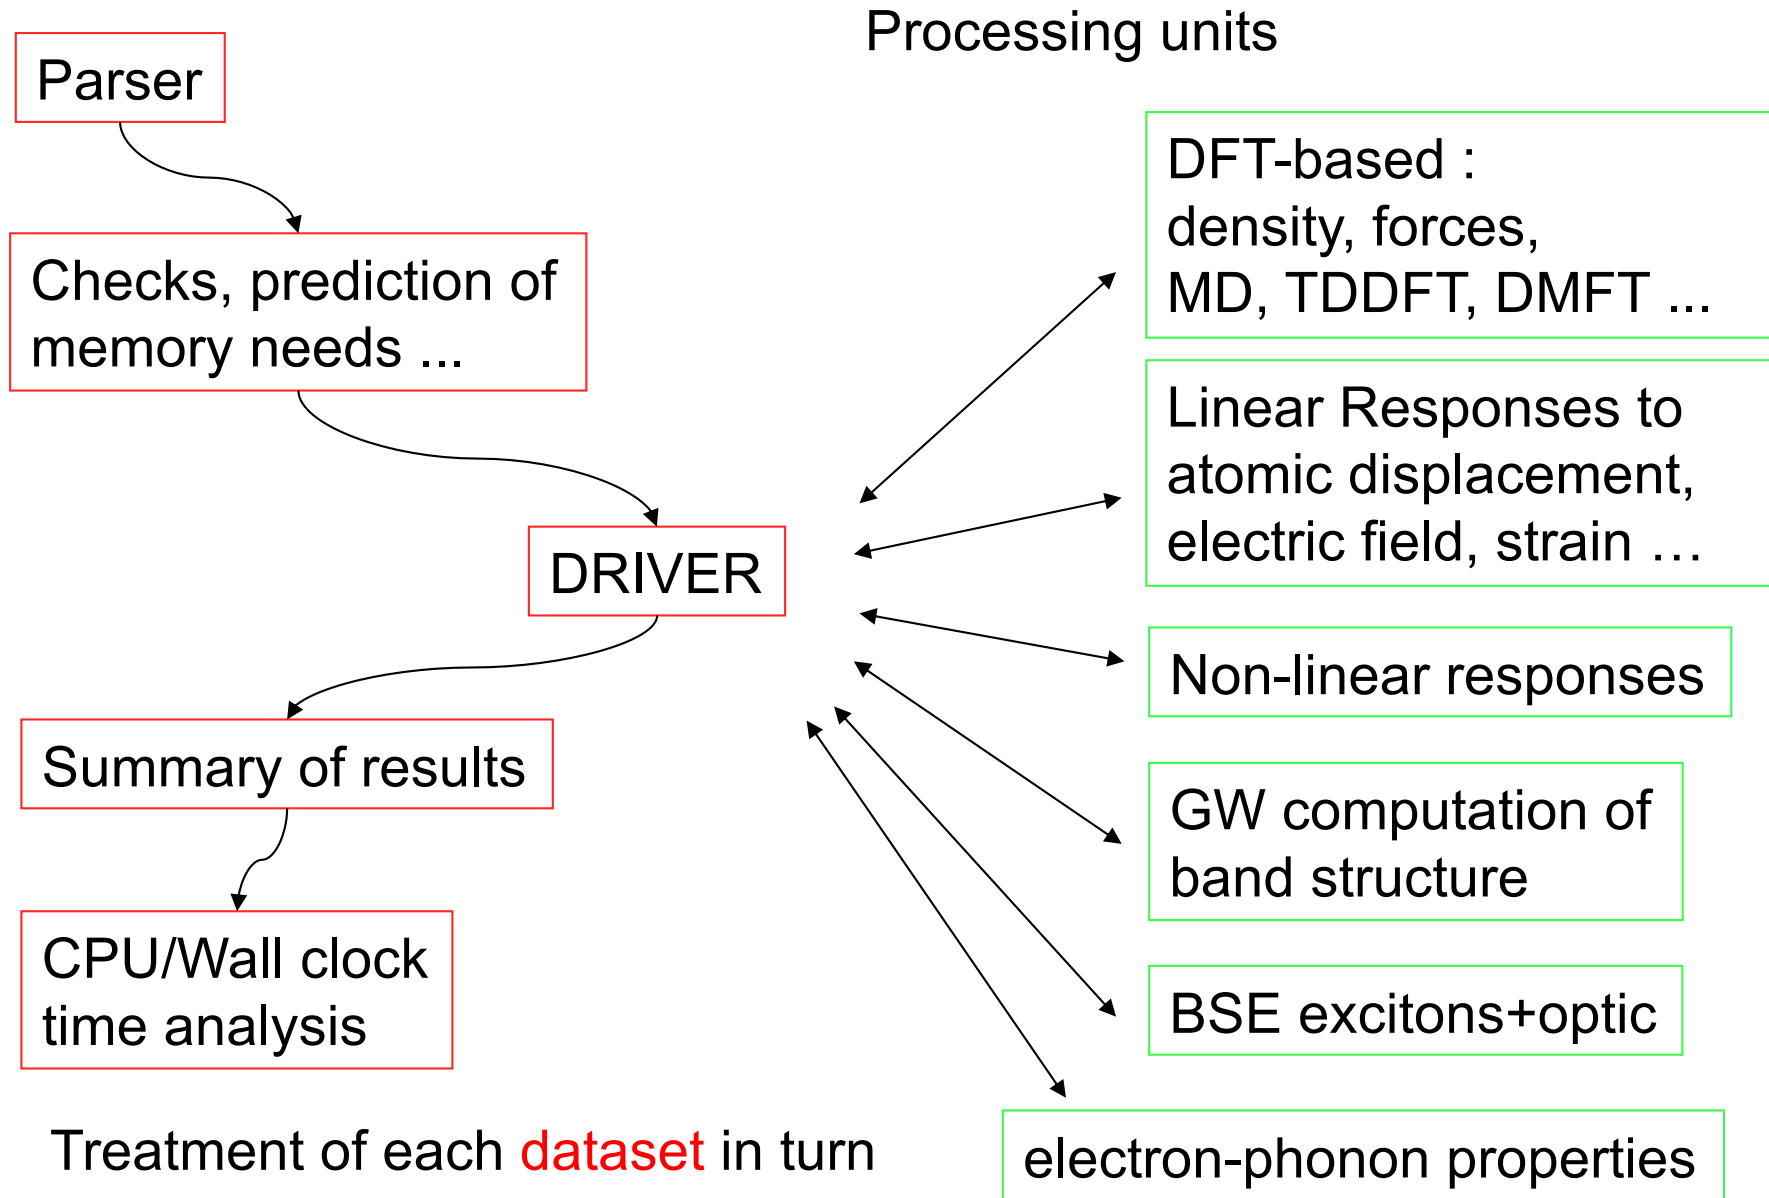 Processing units
Parser
Checks, prediction of
memory needs ...
DRIVER
Summary of results
CPU/Wall clock
time analysis
Treatment of each dataset in turn
DFT-based :
density, forces,
MD, TDDFT, DMFT ...
Linear Responses to
atomic displacement,
electric field, strain …
Non-linear responses
GW computation of
band structure
BSE excitons+optic
electron-phonon properties